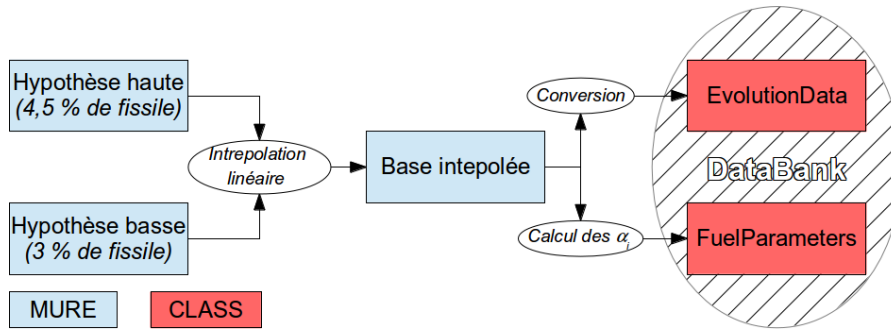 Hypothèse haute
(4,5 % de fissile)
Conversion
EvolutionData
Intrepolation
linéaire
Base intepolée
DataBank
Hypothèse basse
(3 % de fissile)
Calcul des αi
FuelParameters
MURE
CLASS